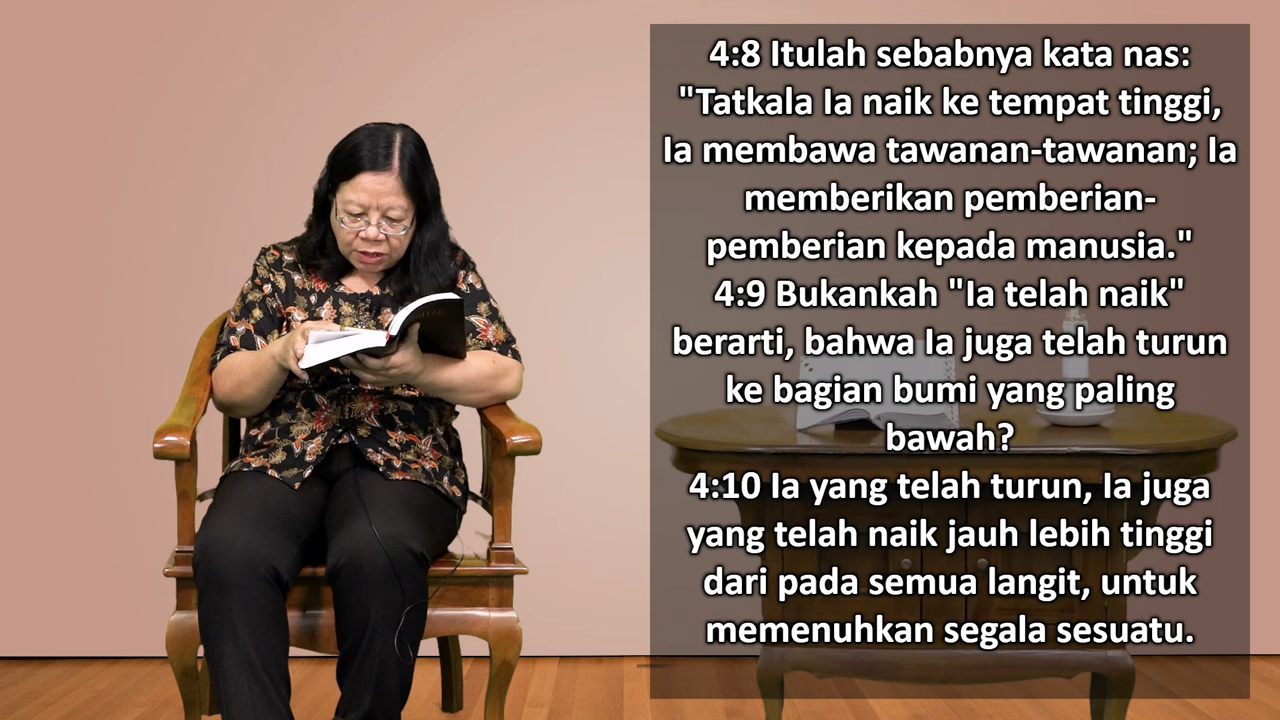 4:8 Itulah sebabnya kata nas:
"Tatkala Ia naik ke tempat tinggi,
Ia membawa tawanan-tawanan; Ia
memberikan pemberian-
pemberian kepada manusia."
4:9 Bukankah "Ia telah naik"
berarti, bahwa Ia juga telah turun
ke bagian bumi yang paling
bawah?
4:10 Ia yang telah turun, Ia juga
yang telah naik jauh lebih tinggi
dari pada semua langit, untuk
memenuhkan segala sesuatu.